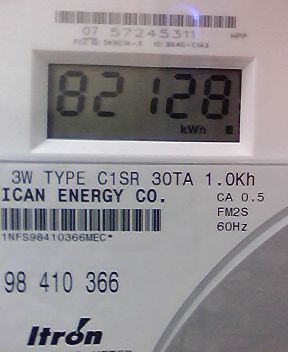 07 57245311 MPP
82128
kWh
3W TYPE C1SR 30TA 1.0Kh
ICAN ENERGY CO.
CA 0.5
FM2S
60Hz
1NFS98410366MEC*
98 410 366
Itron